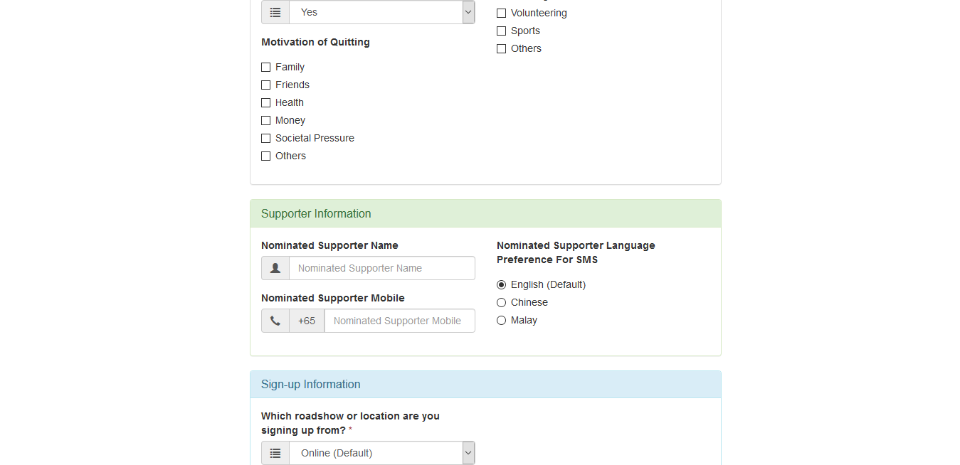 Yes
Motivation of Quitting
Family
Friends
Health
Money
Societal Pressure
Others
Volunteering
Sports
Others
Supporter Information
Nominated Supporter Name
Nominated Supporter Name
Nominated Supporter Mobile
+65 Nominated Supporter Mobile
Nominated Supporter Language
Preference For SMS
English (Default)
Chinese
Malay
Sign-up Information
Which roadshow or location are you
signing up from? *
Online (Default)